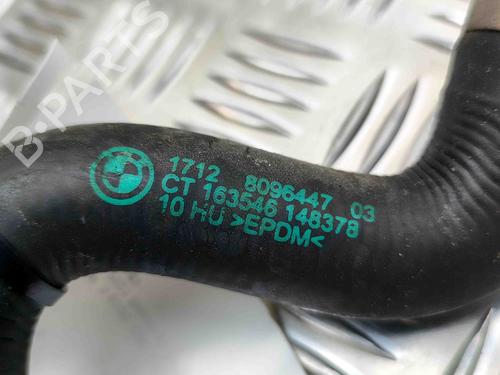 B-PARTS
1712 8096447 03
CT 163546 148378
10 HU >EPDM<